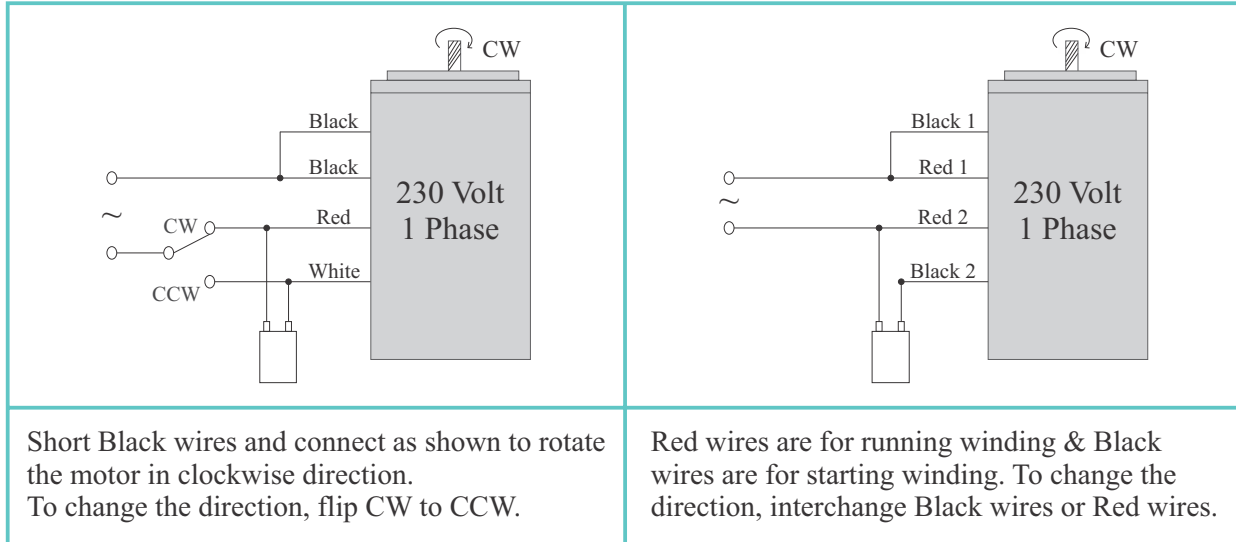 CW
Black
Black
~
CW
Red
CCW
White
230 Volt
1 Phase
CW
Black 1
Red 1
~
Red 2
Black 2
230 Volt
1 Phase
Short Black wires and connect as shown to rotate
the motor in clockwise direction.
To change the direction, flip CW to CCW.
Red wires are for running winding & Black
wires are for starting winding. To change the
direction, interchange Black wires or Red wires.